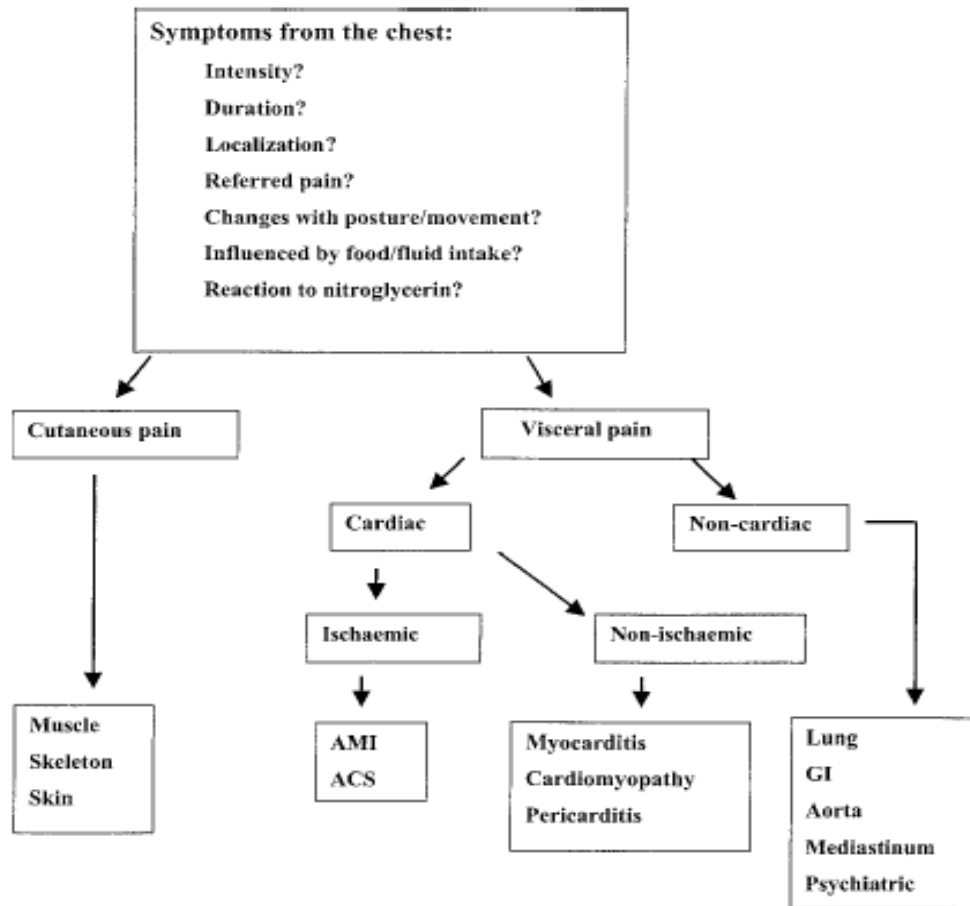 Symptoms from the chest:
Intensity?
Duration?
Localization?
Referred pain?
Changes with posture/movement?
Influenced by food/fluid intake?
Reaction to nitroglycerin?
Cutaneous pain
Visceral pain
Cardiac
Non-cardiac
Ischaemic
Non-ischaemic
Muscle
Skeleton
Skin
AMI
ACS
Myocarditis
Cardiomyopathy
Pericarditis
Lung
GI
Aorta
Mediastinum
Psychiatric